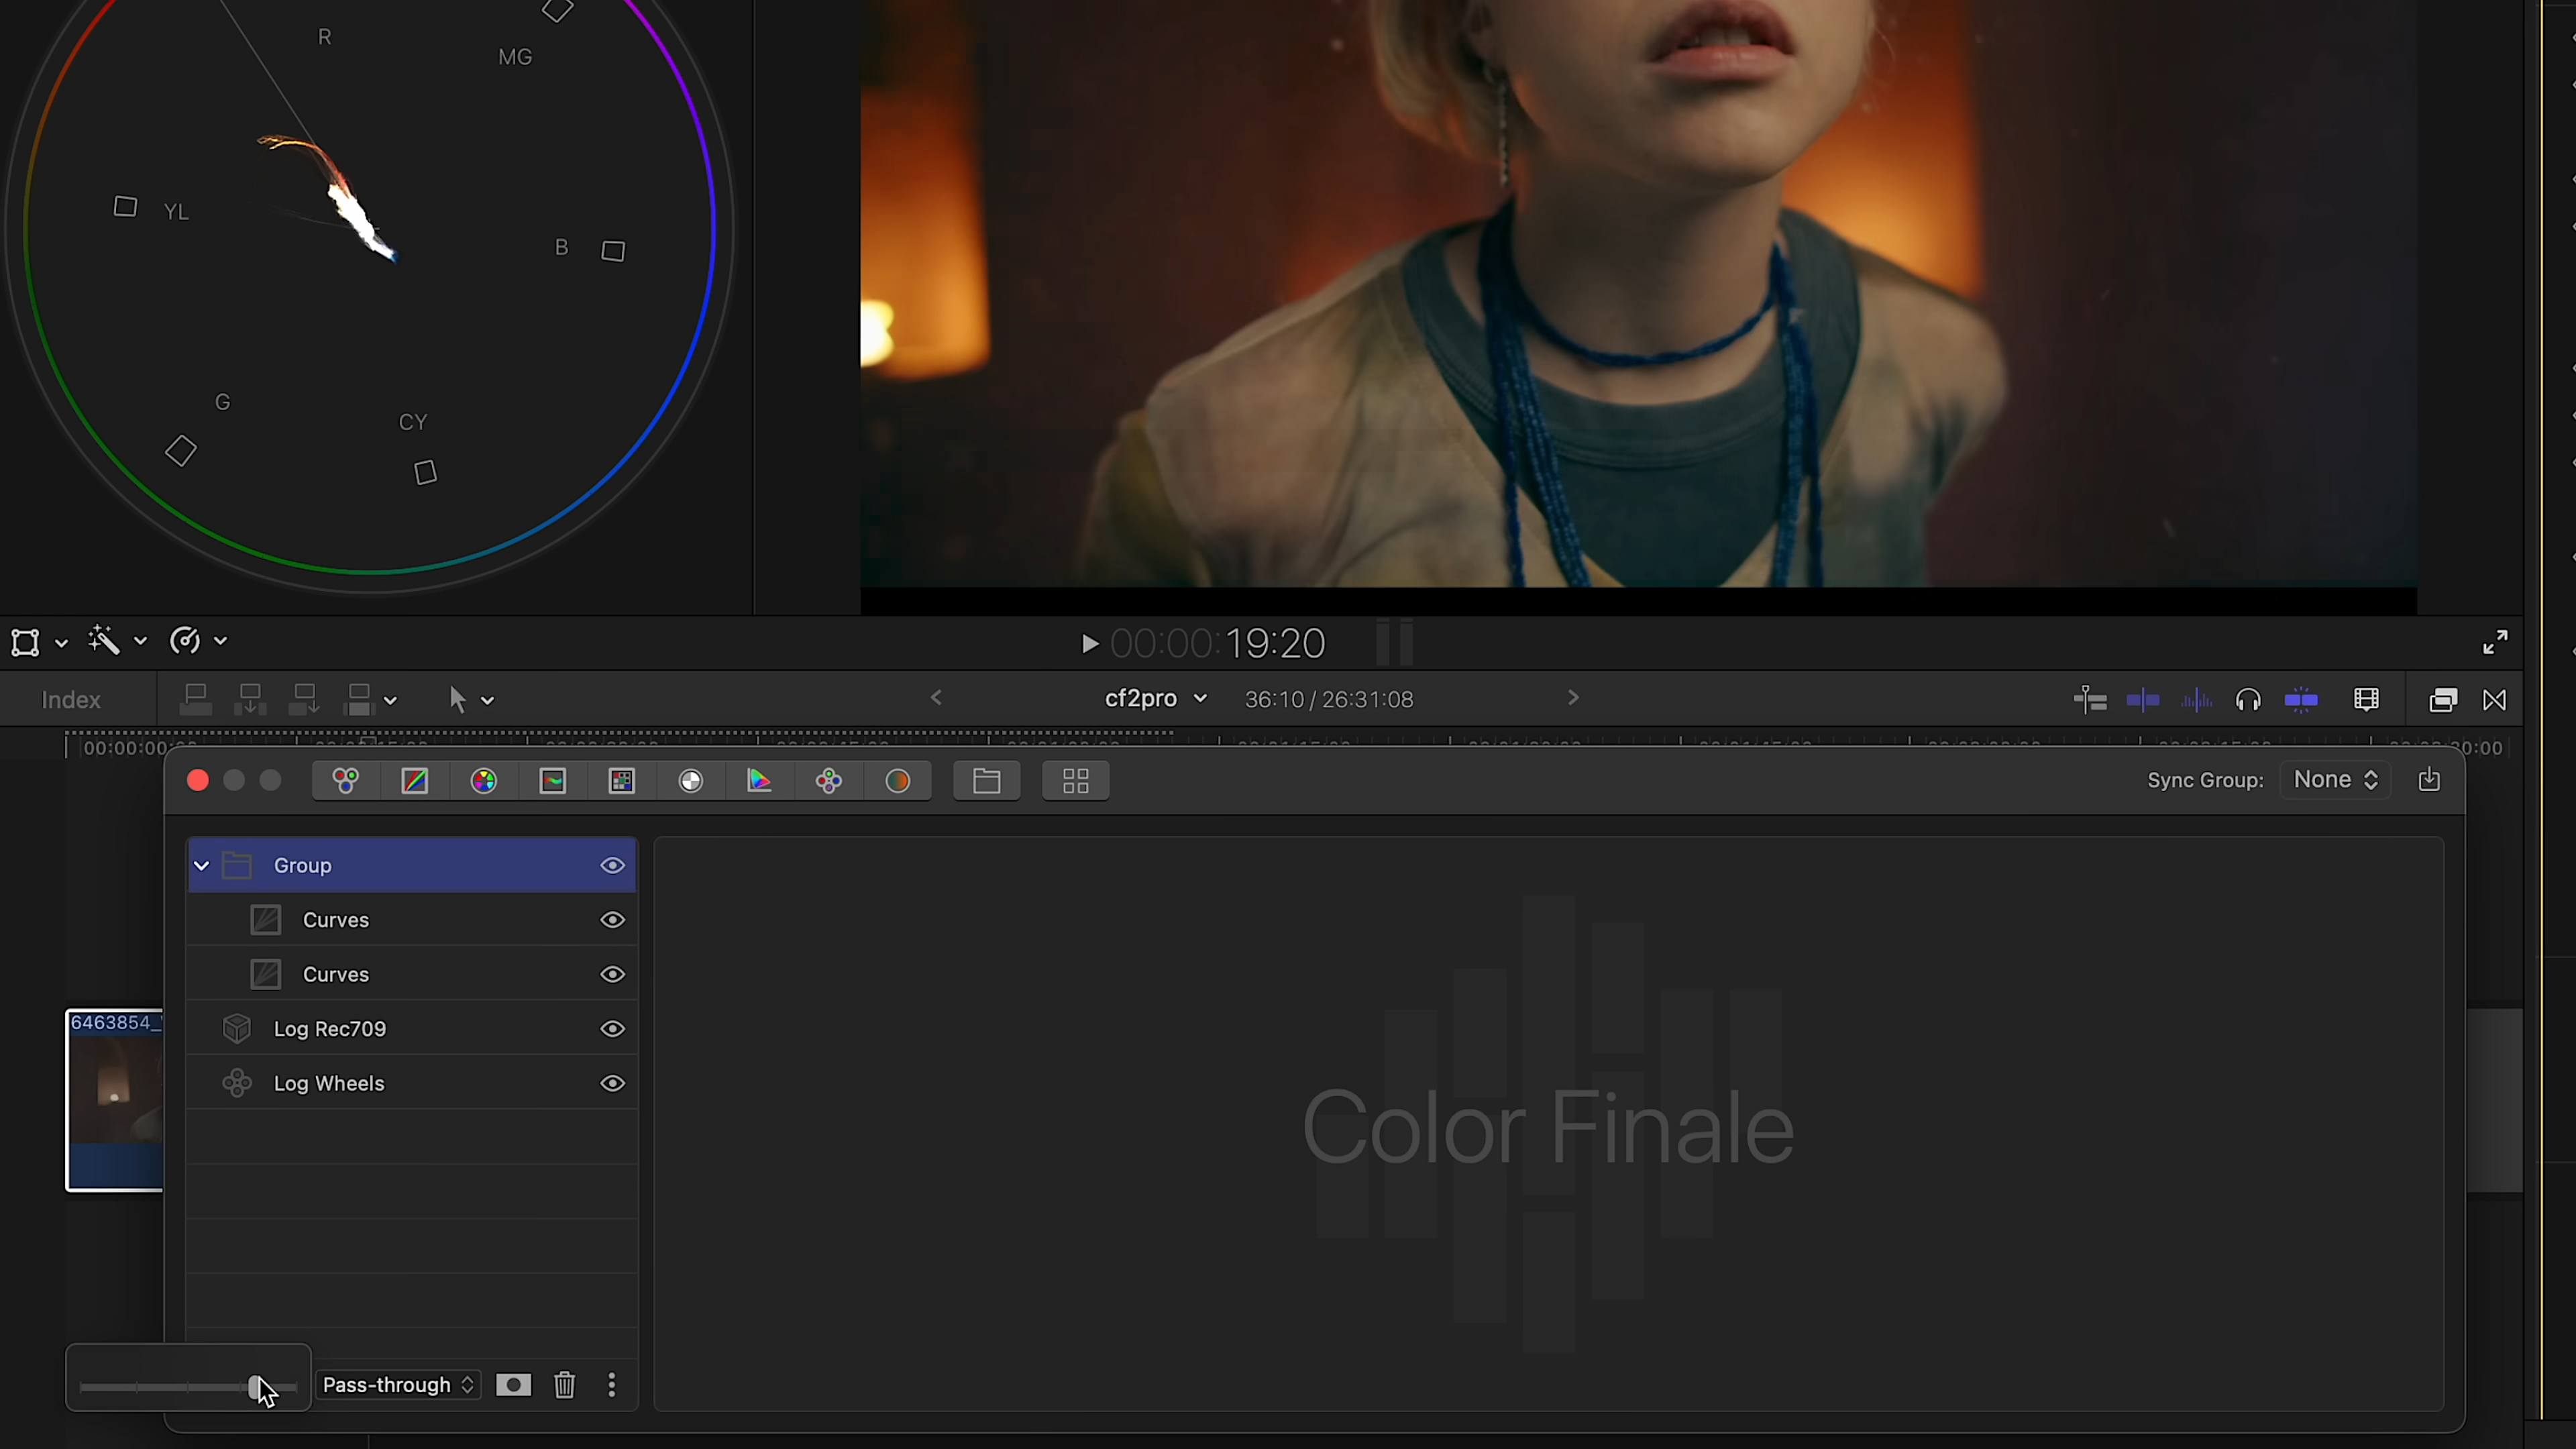 R
MG
YL
B
G
CY
00:00:19:20
Index
cf2pro
36:10 / 26:31:08
00:00:00
Sync Group:
None
Group
Curves
Curves
Log Rec709
Log Wheels
6463854_
Color Finale
Pass-through